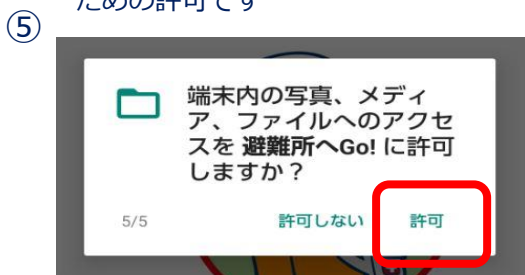 ための許可です
⑤
端末内の写真、メディ
ア、ファイルへのアクセ
スを 避難所へGo! に許可
しますか？
5/5 許可しない 許可